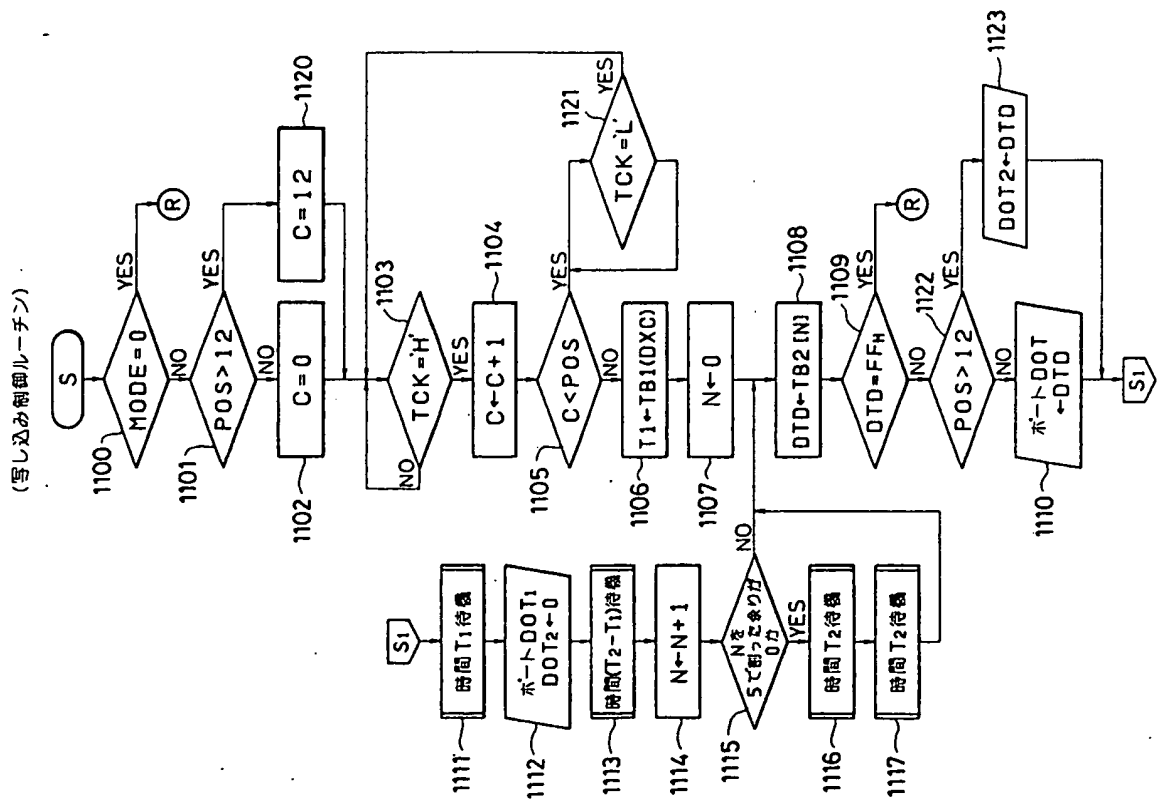 (写し込み制御ルーチン)
S
1100
MODE=0
YES
R
NO
1101
POS>12
YES
NO
1102
C=0
C=12
1120
1103
TCK='H'
NO
YES
C←C+1
1104
1105
C<POS
YES
NO
1121
TCK='L'
YES
1106
T1←TB1(DXC)
1107
N←0
DTD←TB2[N]
1108
1109
DTD=FFH
YES
R
NO
1122
POS>12
YES
NO
1123
DOT2←DTD
1110
ポートDOT
←DTD
S1
S1
1111
時間T1待機
1112
ポートDOT1
DOT2←0
1113
時間(T2-T1)待機
1114
N←N+1
1115
Nを
5で割った余りが
0か
NO
YES
1116
時間T2待機
1117
時間T2待機